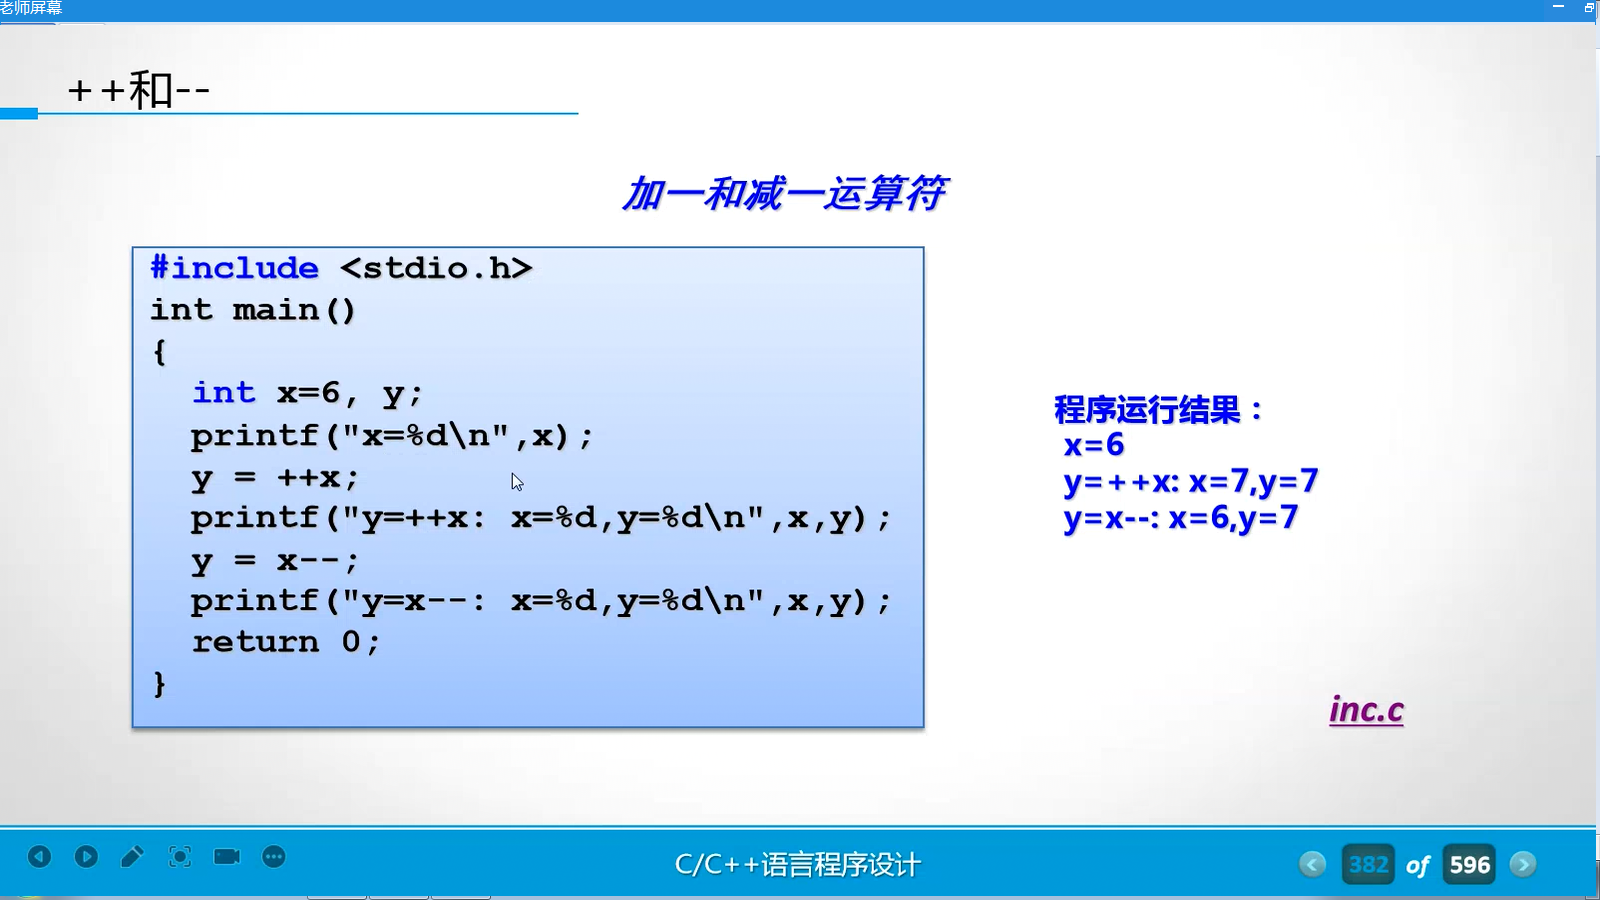 老师屏幕
++和--
加一和减一运算符
#include <stdio.h>
int main()
{
int x=6, y;
printf("x=%d\n",x);
y = ++x;
printf("y=++x: x=%d,y=%d\n",x,y);
y = x--;
printf("y=x--: x=%d,y=%d\n",x,y);
return 0;
}
程序运行结果：
x=6
y=++x: x=7,y=7
y=x--: x=6,y=7
inc.c
C/C++语言程序设计
382 of 596